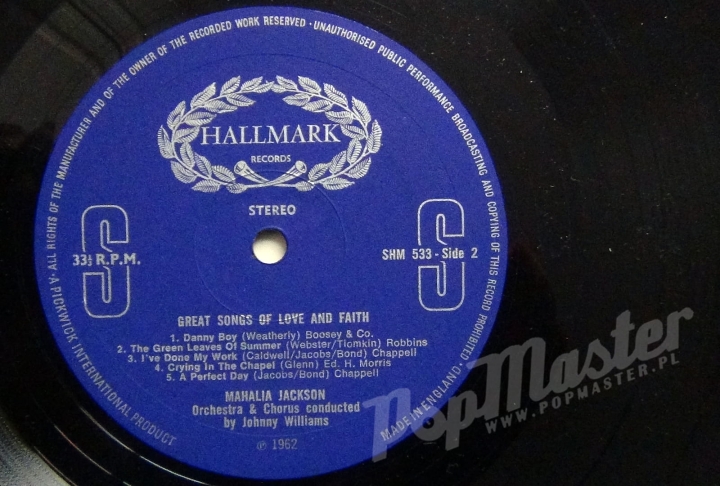 · ALL RIGHTS OF THE MANUFACTURER AND OF THE OWNER OF THE RECORDED WORK RESERVED · UNAUTHORISED PUBLIC PERFORMANCE BROADCASTING AND COPYING OF THIS RECORD PROHIBITED ·
HALLMARK
RECORDS
STEREO
S
S
33⅓ R.P.M.
SHM 533 - Side 2
GREAT SONGS OF LOVE AND FAITH
1. Danny Boy (Weatherly) Boosey & Co.
2. The Green Leaves Of Summer (Webster/Tiomkin) Robbins
3. I've Done My Work (Caldwell/Jacobs/Bond) Chappell
4. Crying In The Chapel (Glenn) Ed. H. Morris
5. A Perfect Day (Jacobs/Bond) Chappell
MAHALIA JACKSON
Orchestra & Chorus conducted
by Johnny Williams
℗ 1962
· A PICKWICK INTERNATIONAL PRODUCT
MADE IN ENGLAND
PopMaster
WWW.POPMASTER.PL